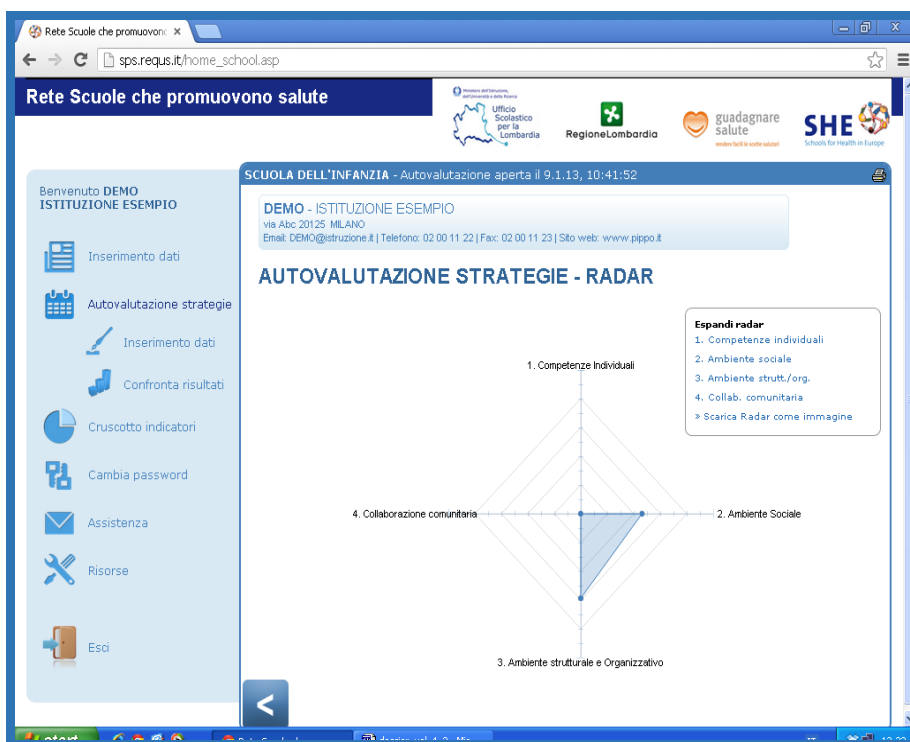 Rete Scuole che promuovono
sps.requs.it/home_school.asp
Rete Scuole che promuovono salute
Ufficio
Scolastico
per la
Lombardia
RegioneLombardia
guadagnare
salute
rendere facili le scelte salutari
SHE
Schools for Health in Europe
SCUOLA DELL'INFANZIA - Autovalutazione aperta il 9.1.13, 10:41:52
Benvenuto DEMO
ISTITUZIONE ESEMPIO
Inserimento dati
Autovalutazione strategie
Inserimento dati
Confronta risultati
Cruscotto indicatori
Cambia password
Assistenza
Risorse
Esci
DEMO - ISTITUZIONE ESEMPIO
via Abc 20125 MILANO
Email: DEMO@istruzione.it | Telefono: 02 00 11 22 | Fax: 02 00 11 23 | Sito web: www.pippo.it
AUTOVALUTAZIONE STRATEGIE - RADAR
Espandi radar
1. Competenze individuali
2. Ambiente sociale
3. Ambiente strutt./org.
4. Collab. comunitaria
» Scarica Radar come immagine
1. Competenze Individuali
4. Collaborazione comunitaria
2. Ambiente Sociale
3. Ambiente strutturale e Organizzativo
<